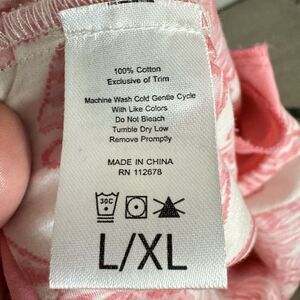 100% Cotton
Exclusive of Trim
Machine Wash Cold Gentle Cycle
With Like Colors
Do Not Bleach
Tumble Dry Low
Remove Promptly
MADE IN CHINA
RN 112678
30C
L/XL